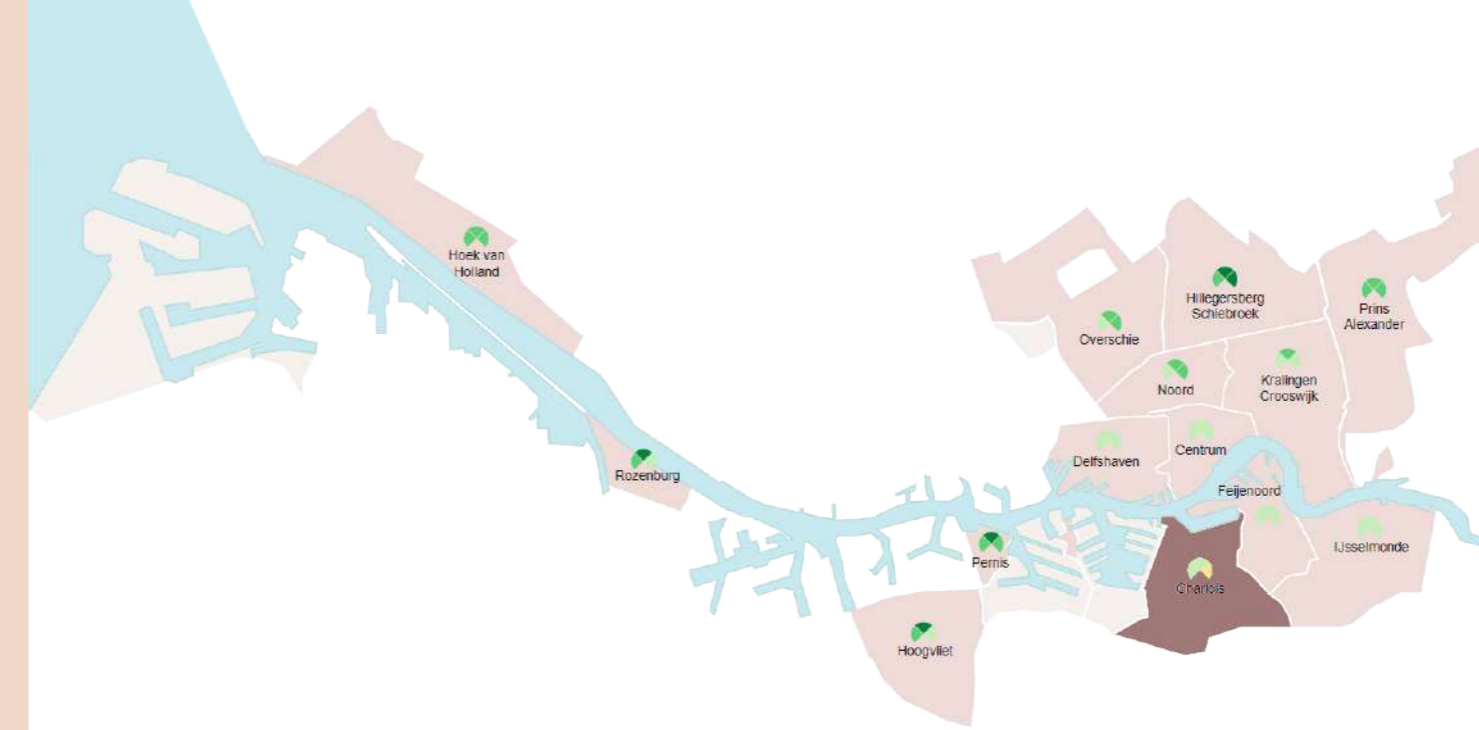 Hoek van
Holland
Hillegersberg
Schiebroek
Prins
Alexander
Overschie
Noord
Kralingen
Crooswijk
Delfshaven
Centrum
Rozenburg
Feijenoord
IJsselmonde
Pernis
Charlois
Hoogvliet